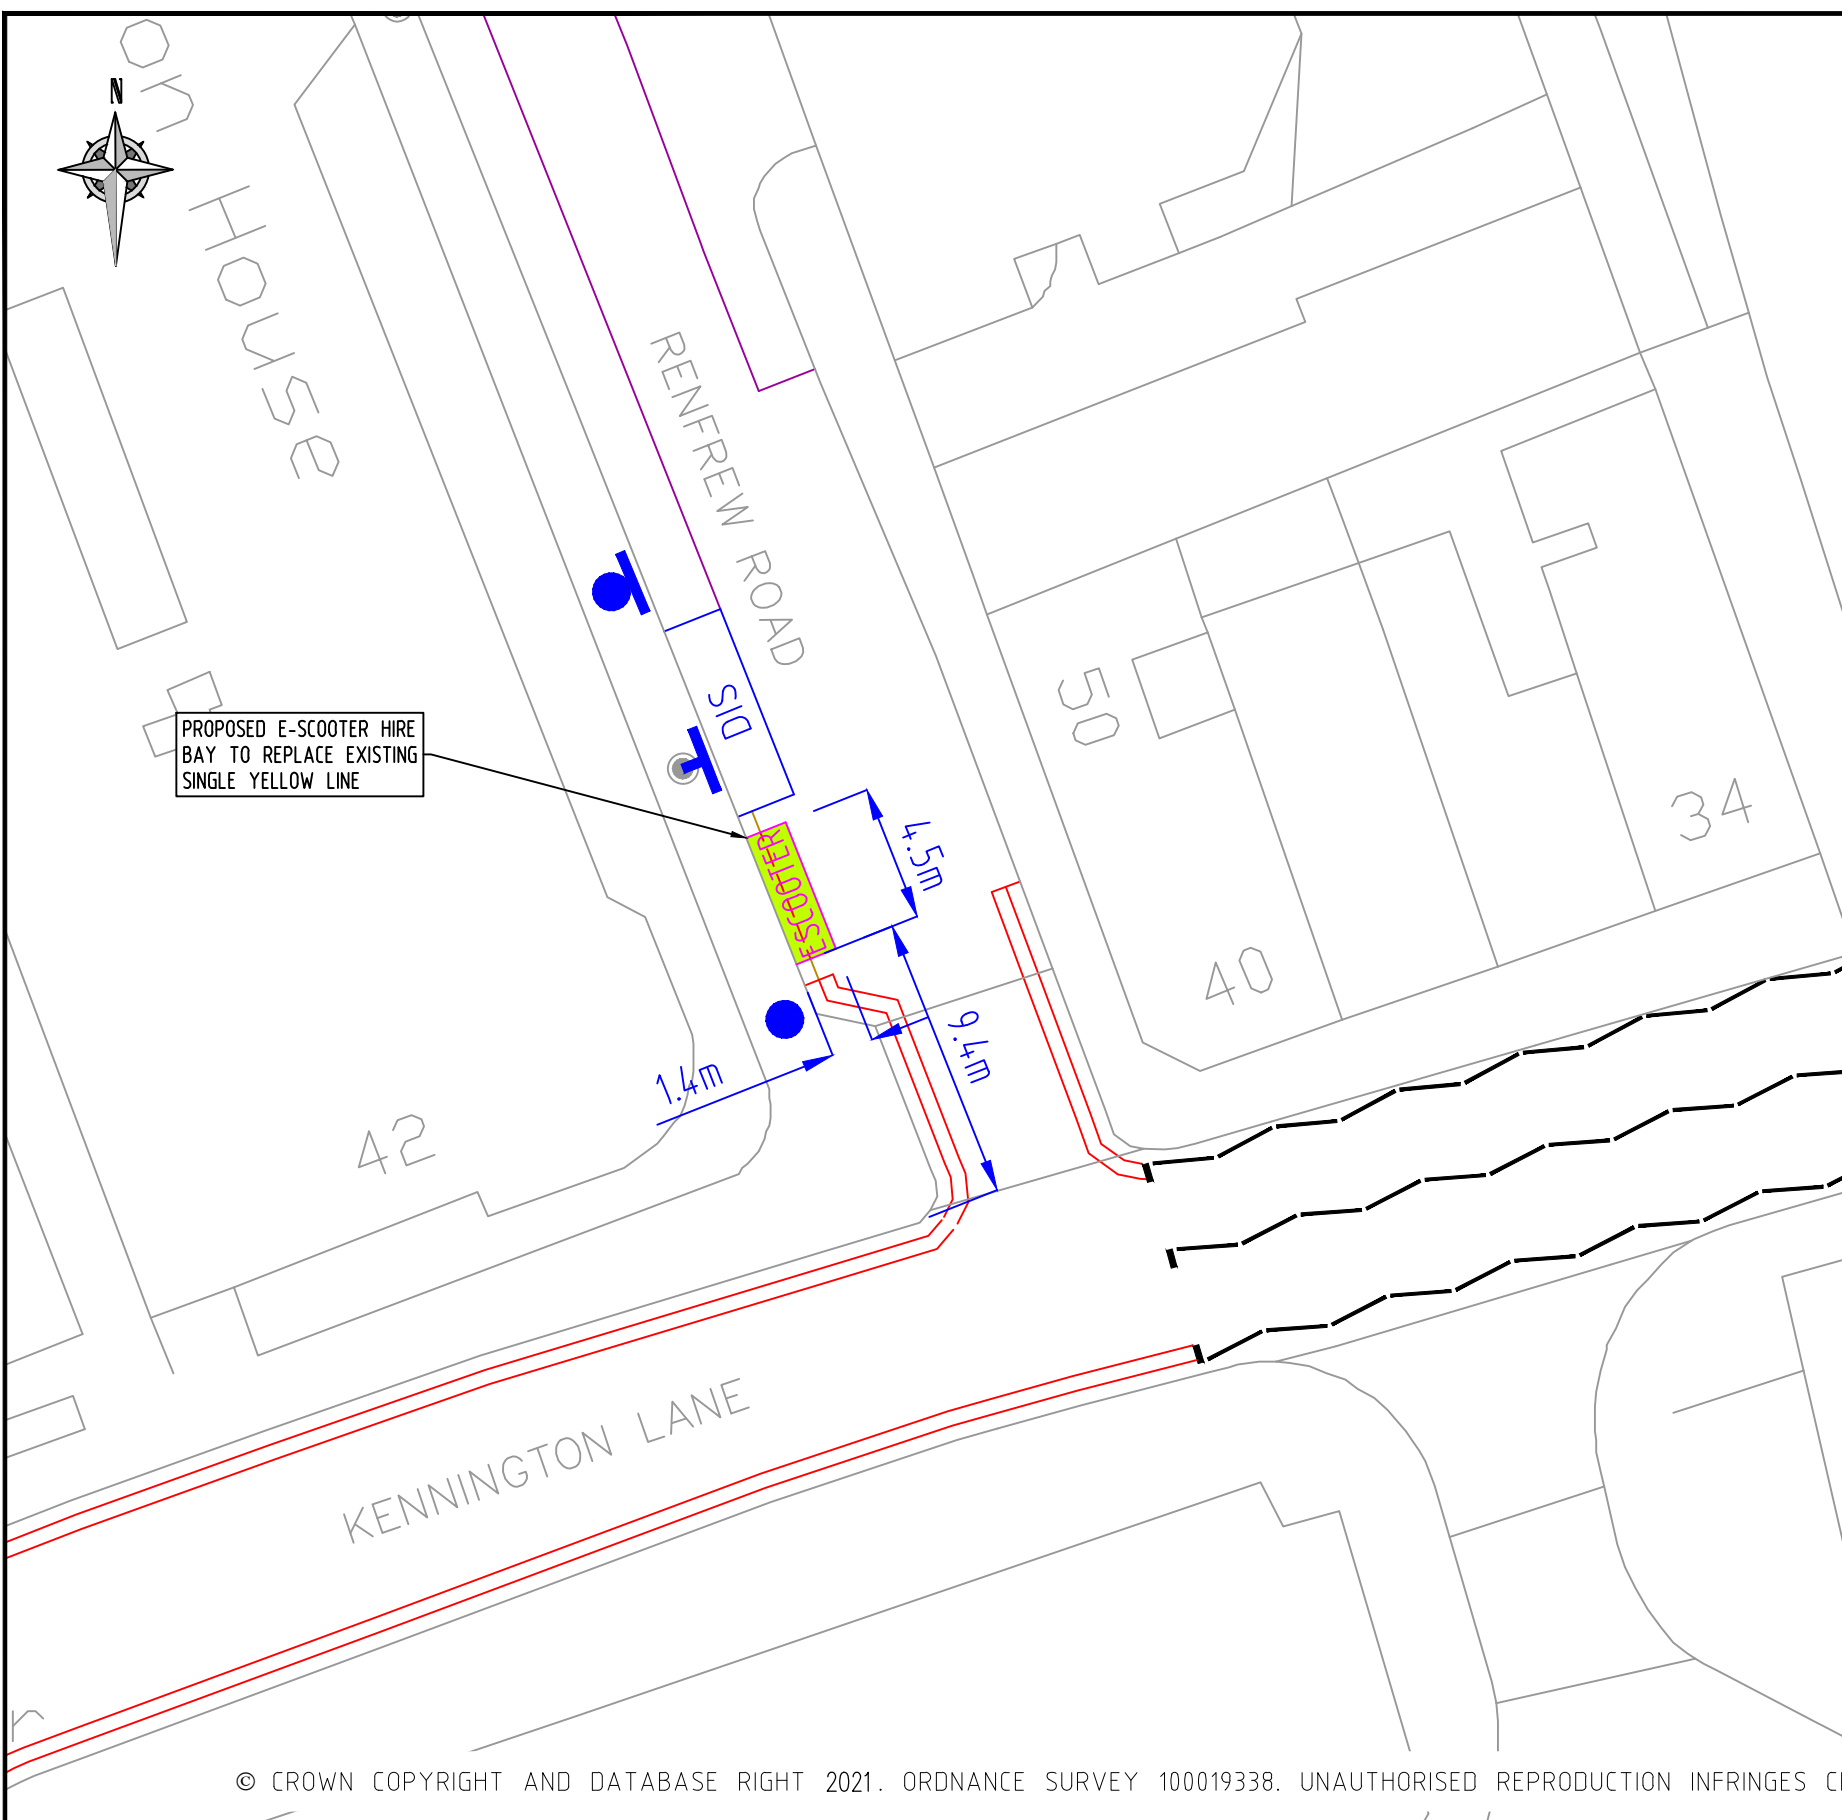 on House
N
RENFREW ROAD
DIS
PROPOSED E-SCOOTER HIRE
BAY TO REPLACE EXISTING
SINGLE YELLOW LINE
ESCOOTER
4.5m
9.4m
1.4m
50
34
40
42
KENNINGTON LANE
r
© CROWN COPYRIGHT AND DATABASE RIGHT 2021. ORDNANCE SURVEY 100019338. UNAUTHORISED REPRODUCTION INFRINGES